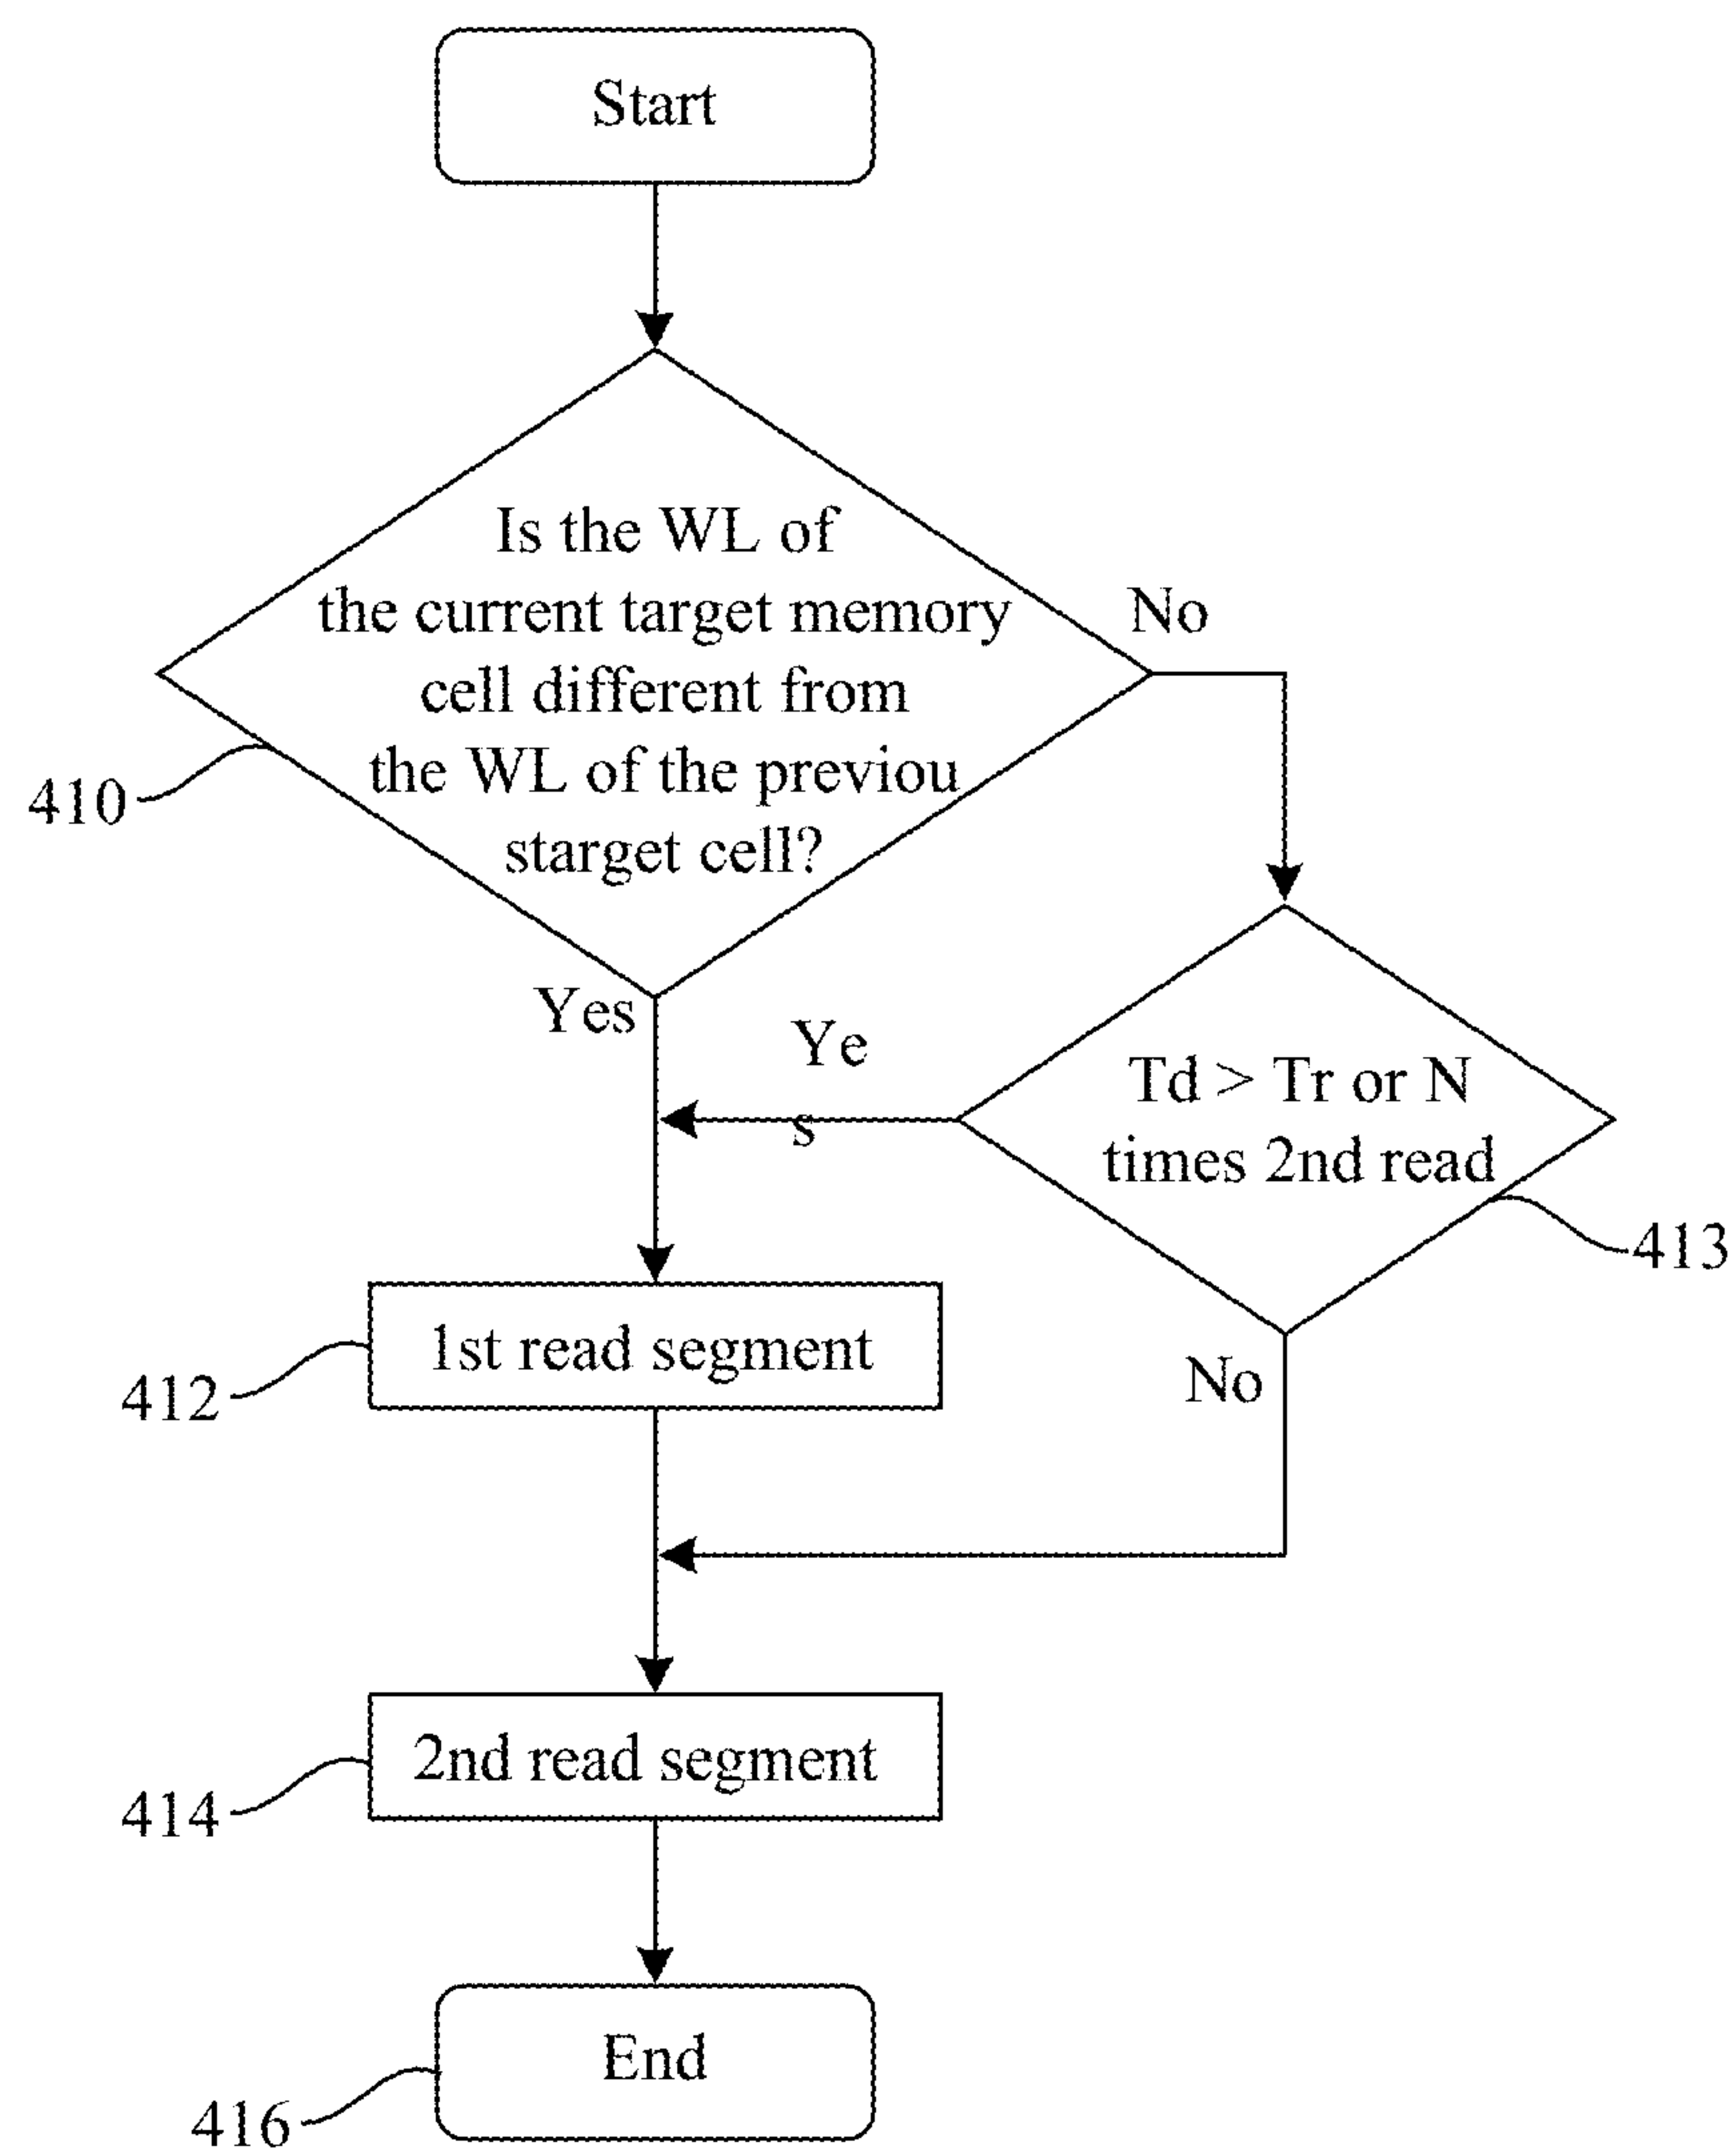 Start
Is the WL of
the current target memory
cell different from
the WL of the previou
starget cell?
No
410
Yes
Ye
s
Td > Tr or N
times 2nd read
413
1st read segment
412
No
2nd read segment
414
End
416